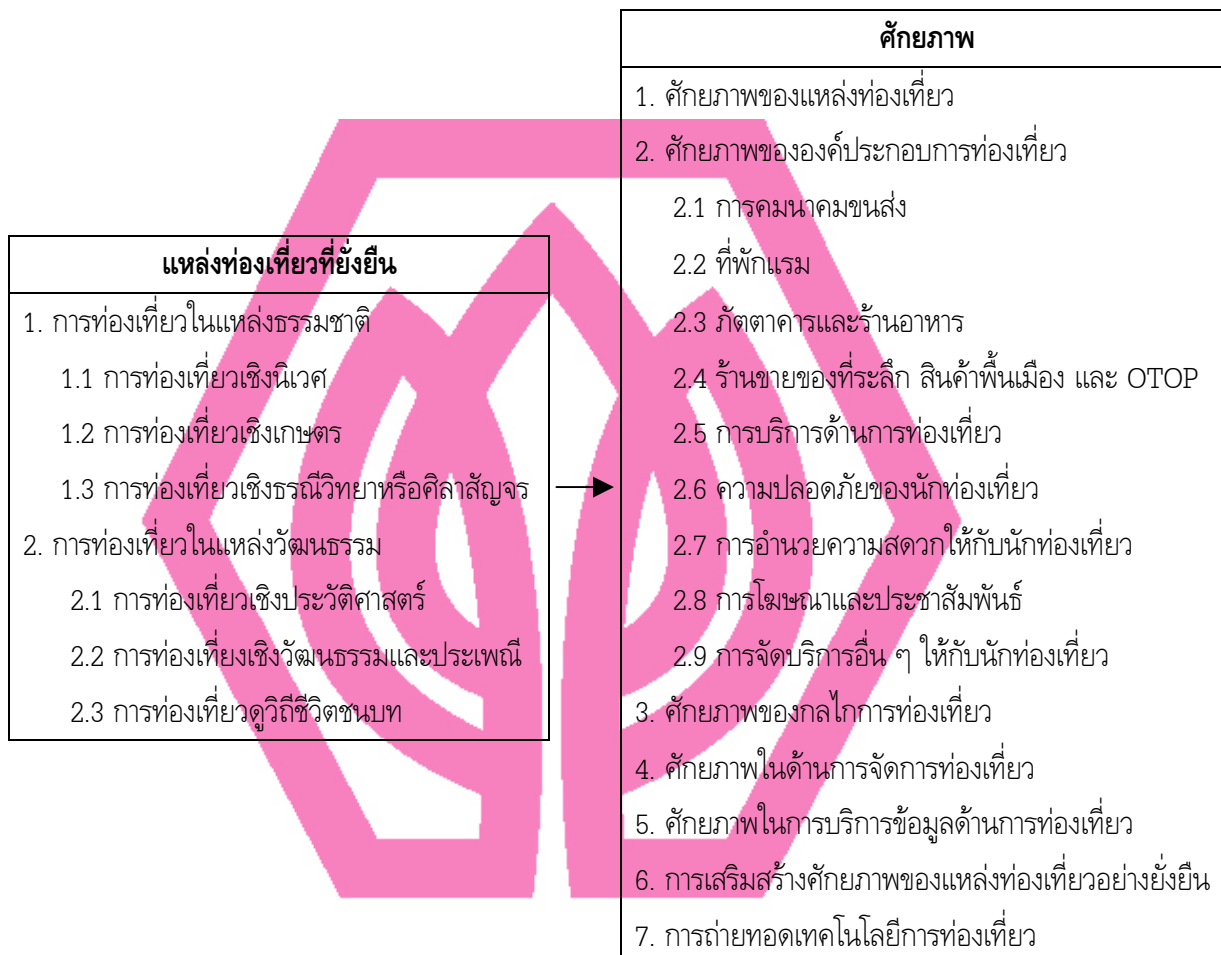 แหล่งท่องเที่ยวที่ยั่งยืน
1. การท่องเที่ยวในแหล่งธรรมชาติ
1.1 การท่องเที่ยวเชิงนิเวศ
1.2 การท่องเที่ยวเชิงเกษตร
1.3 การท่องเที่ยวเชิงธรณีวิทยาหรือศิลาสัญจร
2. การท่องเที่ยวในแหล่งวัฒนธรรม
2.1 การท่องเที่ยวเชิงประวัติศาสตร์
2.2 การท่องเที่ยงเชิงวัฒนธรรมและประเพณี
2.3 การท่องเที่ยวดูวิถีชีวิตชนบท
ศักยภาพ
1. ศักยภาพของแหล่งท่องเที่ยว
2. ศักยภาพขององค์ประกอบการท่องเที่ยว
2.1 การคมนาคมขนส่ง
2.2 ที่พักแรม
2.3 ภัตตาคารและร้านอาหาร
2.4 ร้านขายของที่ระลึก สินค้าพื้นเมือง และ OTOP
2.5 การบริการด้านการท่องเที่ยว
2.6 ความปลอดภัยของนักท่องเที่ยว
2.7 การอำนวยความสดวกให้กับนักท่องเที่ยว
2.8 การโฆษณาและประชาสัมพันธ์
2.9 การจัดบริการอื่น ๆ ให้กับนักท่องเที่ยว
3. ศักยภาพของกลไกการท่องเที่ยว
4. ศักยภาพในด้านการจัดการท่องเที่ยว
5. ศักยภาพในการบริการข้อมูลด้านการท่องเที่ยว
6. การเสริมสร้างศักยภาพของแหล่งท่องเที่ยวอย่างยั่งยืน
7. การถ่ายทอดเทคโนโลยีการท่องเที่ยว